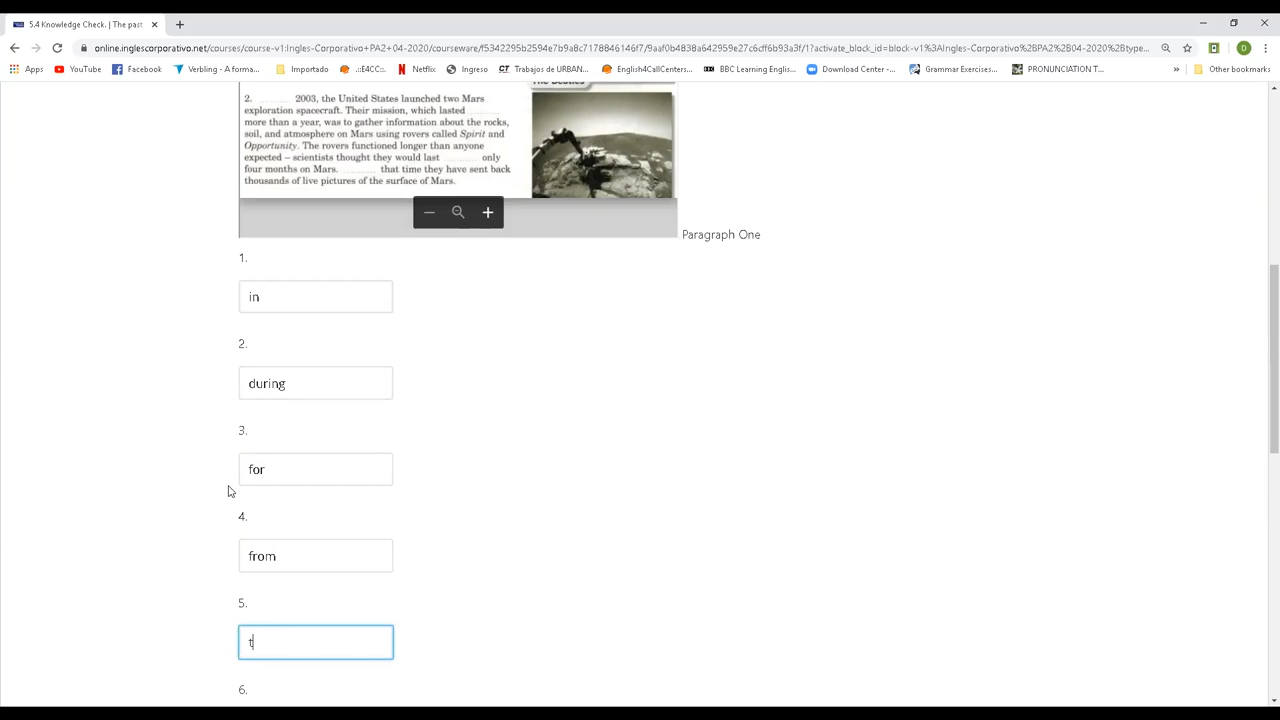 5.4 Knowledge Check. | The past
online.inglescorporativo.net/courses/course-v1:Ingles-Corporativo+PA2+04-2020/courseware/f5342295b2594e7b9a8c7178846146f7/9aaf0b4838a642959e27c6cff6b93a3f/1?activate_block_id=block-v1%3AIngles-Corporativo%2BPA2%2B04-2020%2Btype...
D
Apps YouTube Facebook Verbling - A forma... Importado .::E4CC::. Netflix Ingreso Trabajos de URBAN... English4CallCenters... BBC Learning Englis... Download Center -... Grammar Exercises... PRONUNCIATION T... » Other bookmarks
The Beatles
2. ........ 2003, the United States launched two Mars
exploration spacecraft. Their mission, which lasted ........
more than a year, was to gather information about the rocks,
soil, and atmosphere on Mars using rovers called Spirit and
Opportunity. The rovers functioned longer than anyone
expected – scientists thought they would last ........ only
four months on Mars. ........ that time they have sent back
thousands of live pictures of the surface of Mars.
Paragraph One
1.
in
2.
during
3.
for
4.
from
5.
t
6.